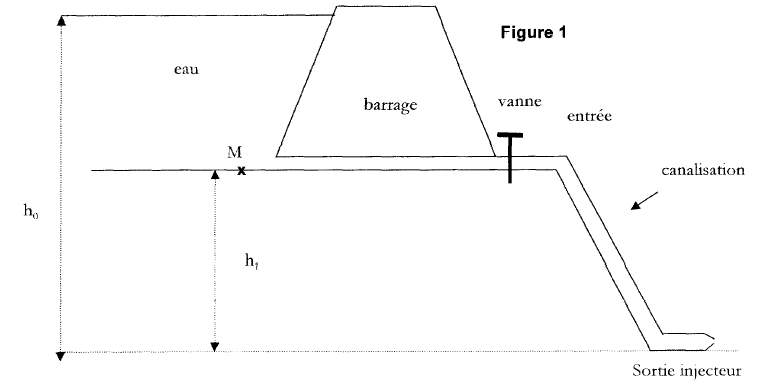 Figure 1
eau
barrage
vanne
entrée
M
canalisation
h₀
h₁
Sortie injecteur